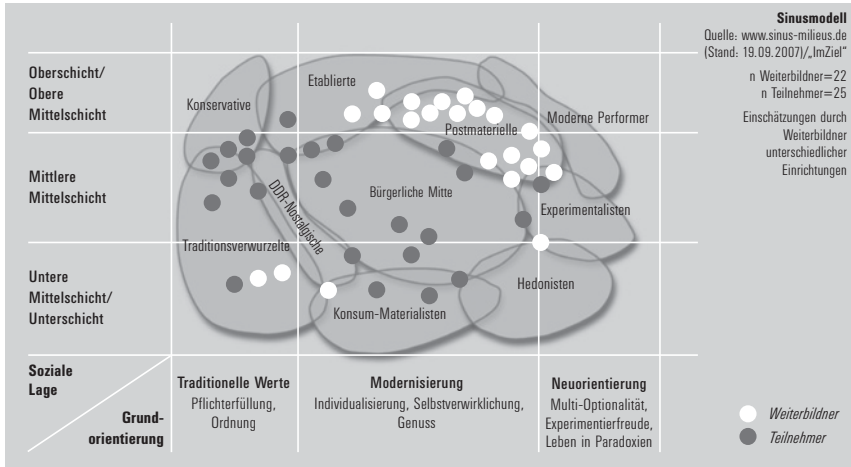 Sinusmodell
Quelle: www.sinus-milieus.de
(Stand: 19.09.2007)/„ImZiel"
n Weiterbildner=22
n Teilnehmer=25
Einschätzungen durch
Weiterbildner
unterschiedlicher
Einrichtungen
Oberschicht/
Obere
Mittelschicht
Mittlere
Mittelschicht
Untere
Mittelschicht/
Unterschicht
Konservative
Etablierte
Postmaterielle
Moderne Performer
Bürgerliche Mitte
DDR-Nostalgische
Experimentalisten
Traditionsverwurzelte
Hedonisten
Konsum-Materialisten
Soziale
Lage
Grund-
orientierung
Traditionelle Werte
Pflichterfüllung,
Ordnung
Modernisierung
Individualisierung, Selbstverwirklichung,
Genuss
Neuorientierung
Multi-Optionalität,
Experimentierfreude,
Leben in Paradoxien
Weiterbildner
Teilnehmer